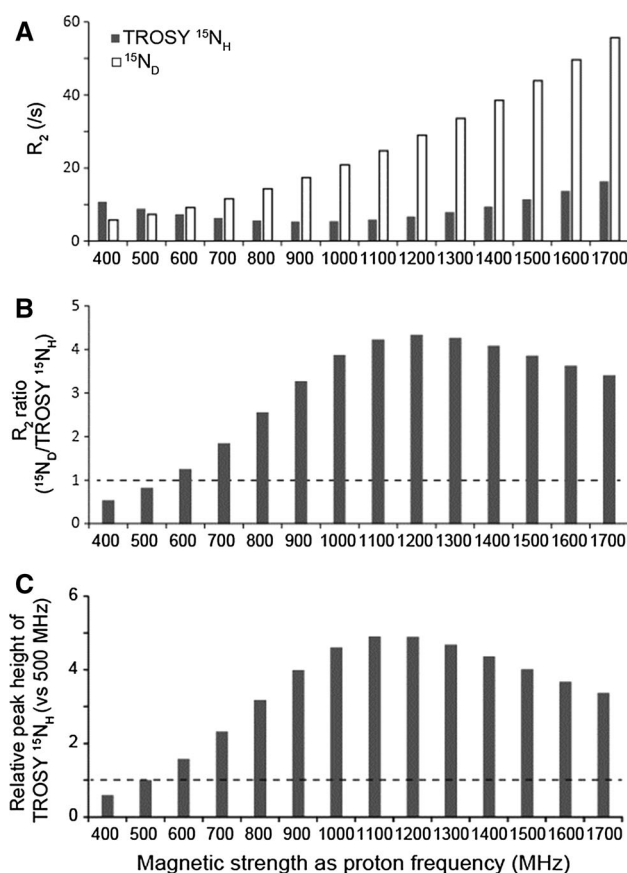 A
TROSY ¹⁵N_H
¹⁵N_D
R₂ (/s)
60
40
20
0
400 500 600 700 800 900 1000 1100 1200 1300 1400 1500 1600 1700
B
R₂ ratio
(¹⁵N_D/TROSY ¹⁵N_H)
5
4
3
2
1
0
400 500 600 700 800 900 1000 1100 1200 1300 1400 1500 1600 1700
C
Relative peak height of
TROSY ¹⁵N_H (vs 500 MHz)
6
4
2
0
400 500 600 700 800 900 1000 1100 1200 1300 1400 1500 1600 1700
Magnetic strength as proton frequency (MHz)